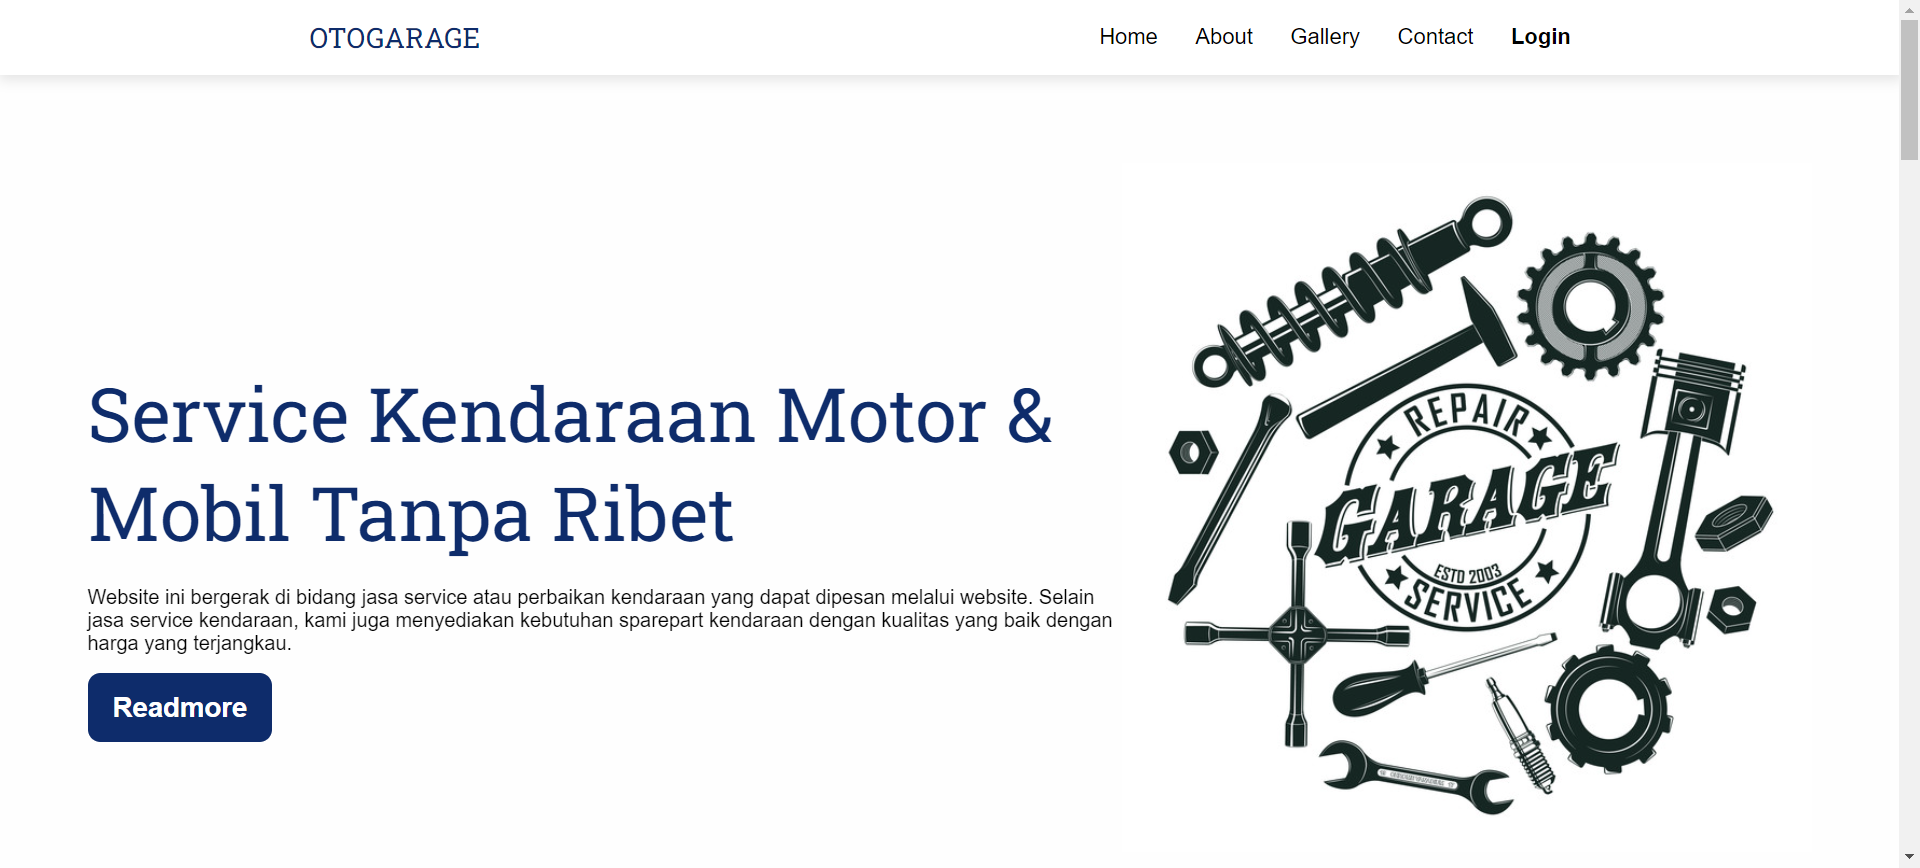 OTOGARAGE
Home About Gallery Contact Login
Service Kendaraan Motor &
Mobil Tanpa Ribet
Website ini bergerak di bidang jasa service atau perbaikan kendaraan yang dapat dipesan melalui website. Selain
jasa service kendaraan, kami juga menyediakan kebutuhan sparepart kendaraan dengan kualitas yang baik dengan
harga yang terjangkau.
Readmore
REPAIR
GARAGE
ESTD 2003
SERVICE